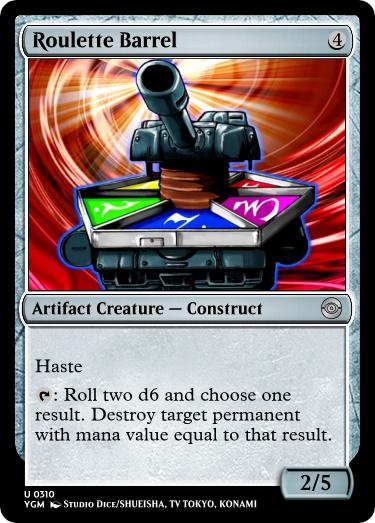 Roulette Barrel 4
Artifact Creature — Construct
Haste
: Roll two d6 and choose one
result. Destroy target permanent
with mana value equal to that result.
2/5
U 0310
YGM Studio Dice/SHUEISHA, TV TOKYO, KONAMI